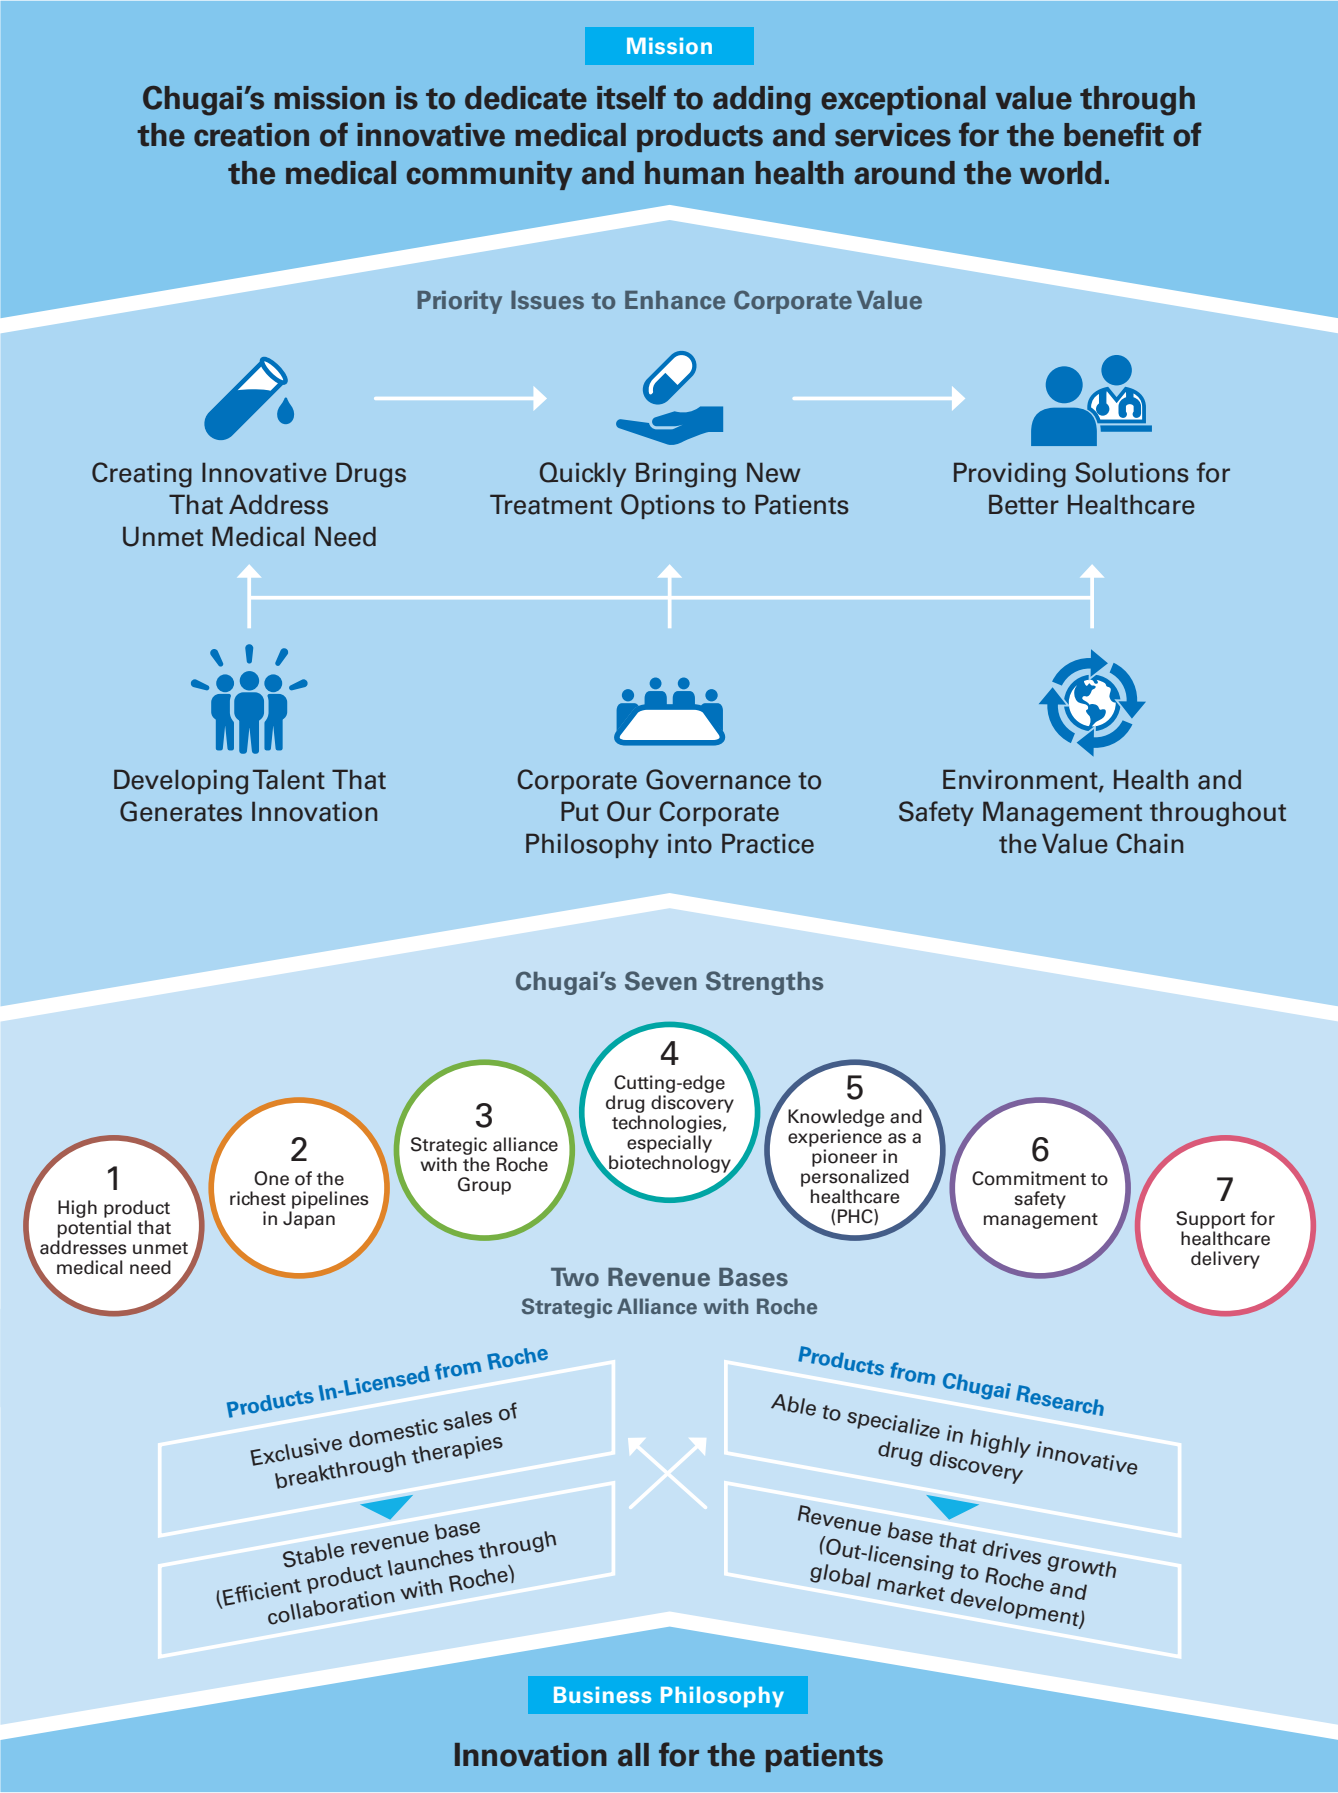 Mission
Chugai’s mission is to dedicate itself to adding exceptional value through
the creation of innovative medical products and services for the benefit of
the medical community and human health around the world.
Priority Issues to Enhance Corporate Value
Creating Innovative Drugs
That Address
Unmet Medical Need
Quickly Bringing New
Treatment Options to Patients
Providing Solutions for
Better Healthcare
Developing Talent That
Generates Innovation
Corporate Governance to
Put Our Corporate
Philosophy into Practice
Environment, Health and
Safety Management throughout
the Value Chain
Chugai’s Seven Strengths
1
High product
potential that
addresses unmet
medical need
2
One of the
richest pipelines
in Japan
3
Strategic alliance
with the Roche
Group
4
Cutting-edge
drug discovery
technologies,
especially
biotechnology
5
Knowledge and
experience as a
pioneer in
personalized
healthcare
(PHC)
6
Commitment to
safety
management
7
Support for
healthcare
delivery
Two Revenue Bases
Strategic Alliance with Roche
Products In-Licensed from Roche
Exclusive domestic sales of
breakthrough therapies
Stable revenue base
(Efficient product launches through
collaboration with Roche)
Products from Chugai Research
Able to specialize in highly innovative
drug discovery
Revenue base that drives growth
(Out-licensing to Roche and
global market development)
Business Philosophy
Innovation all for the patients